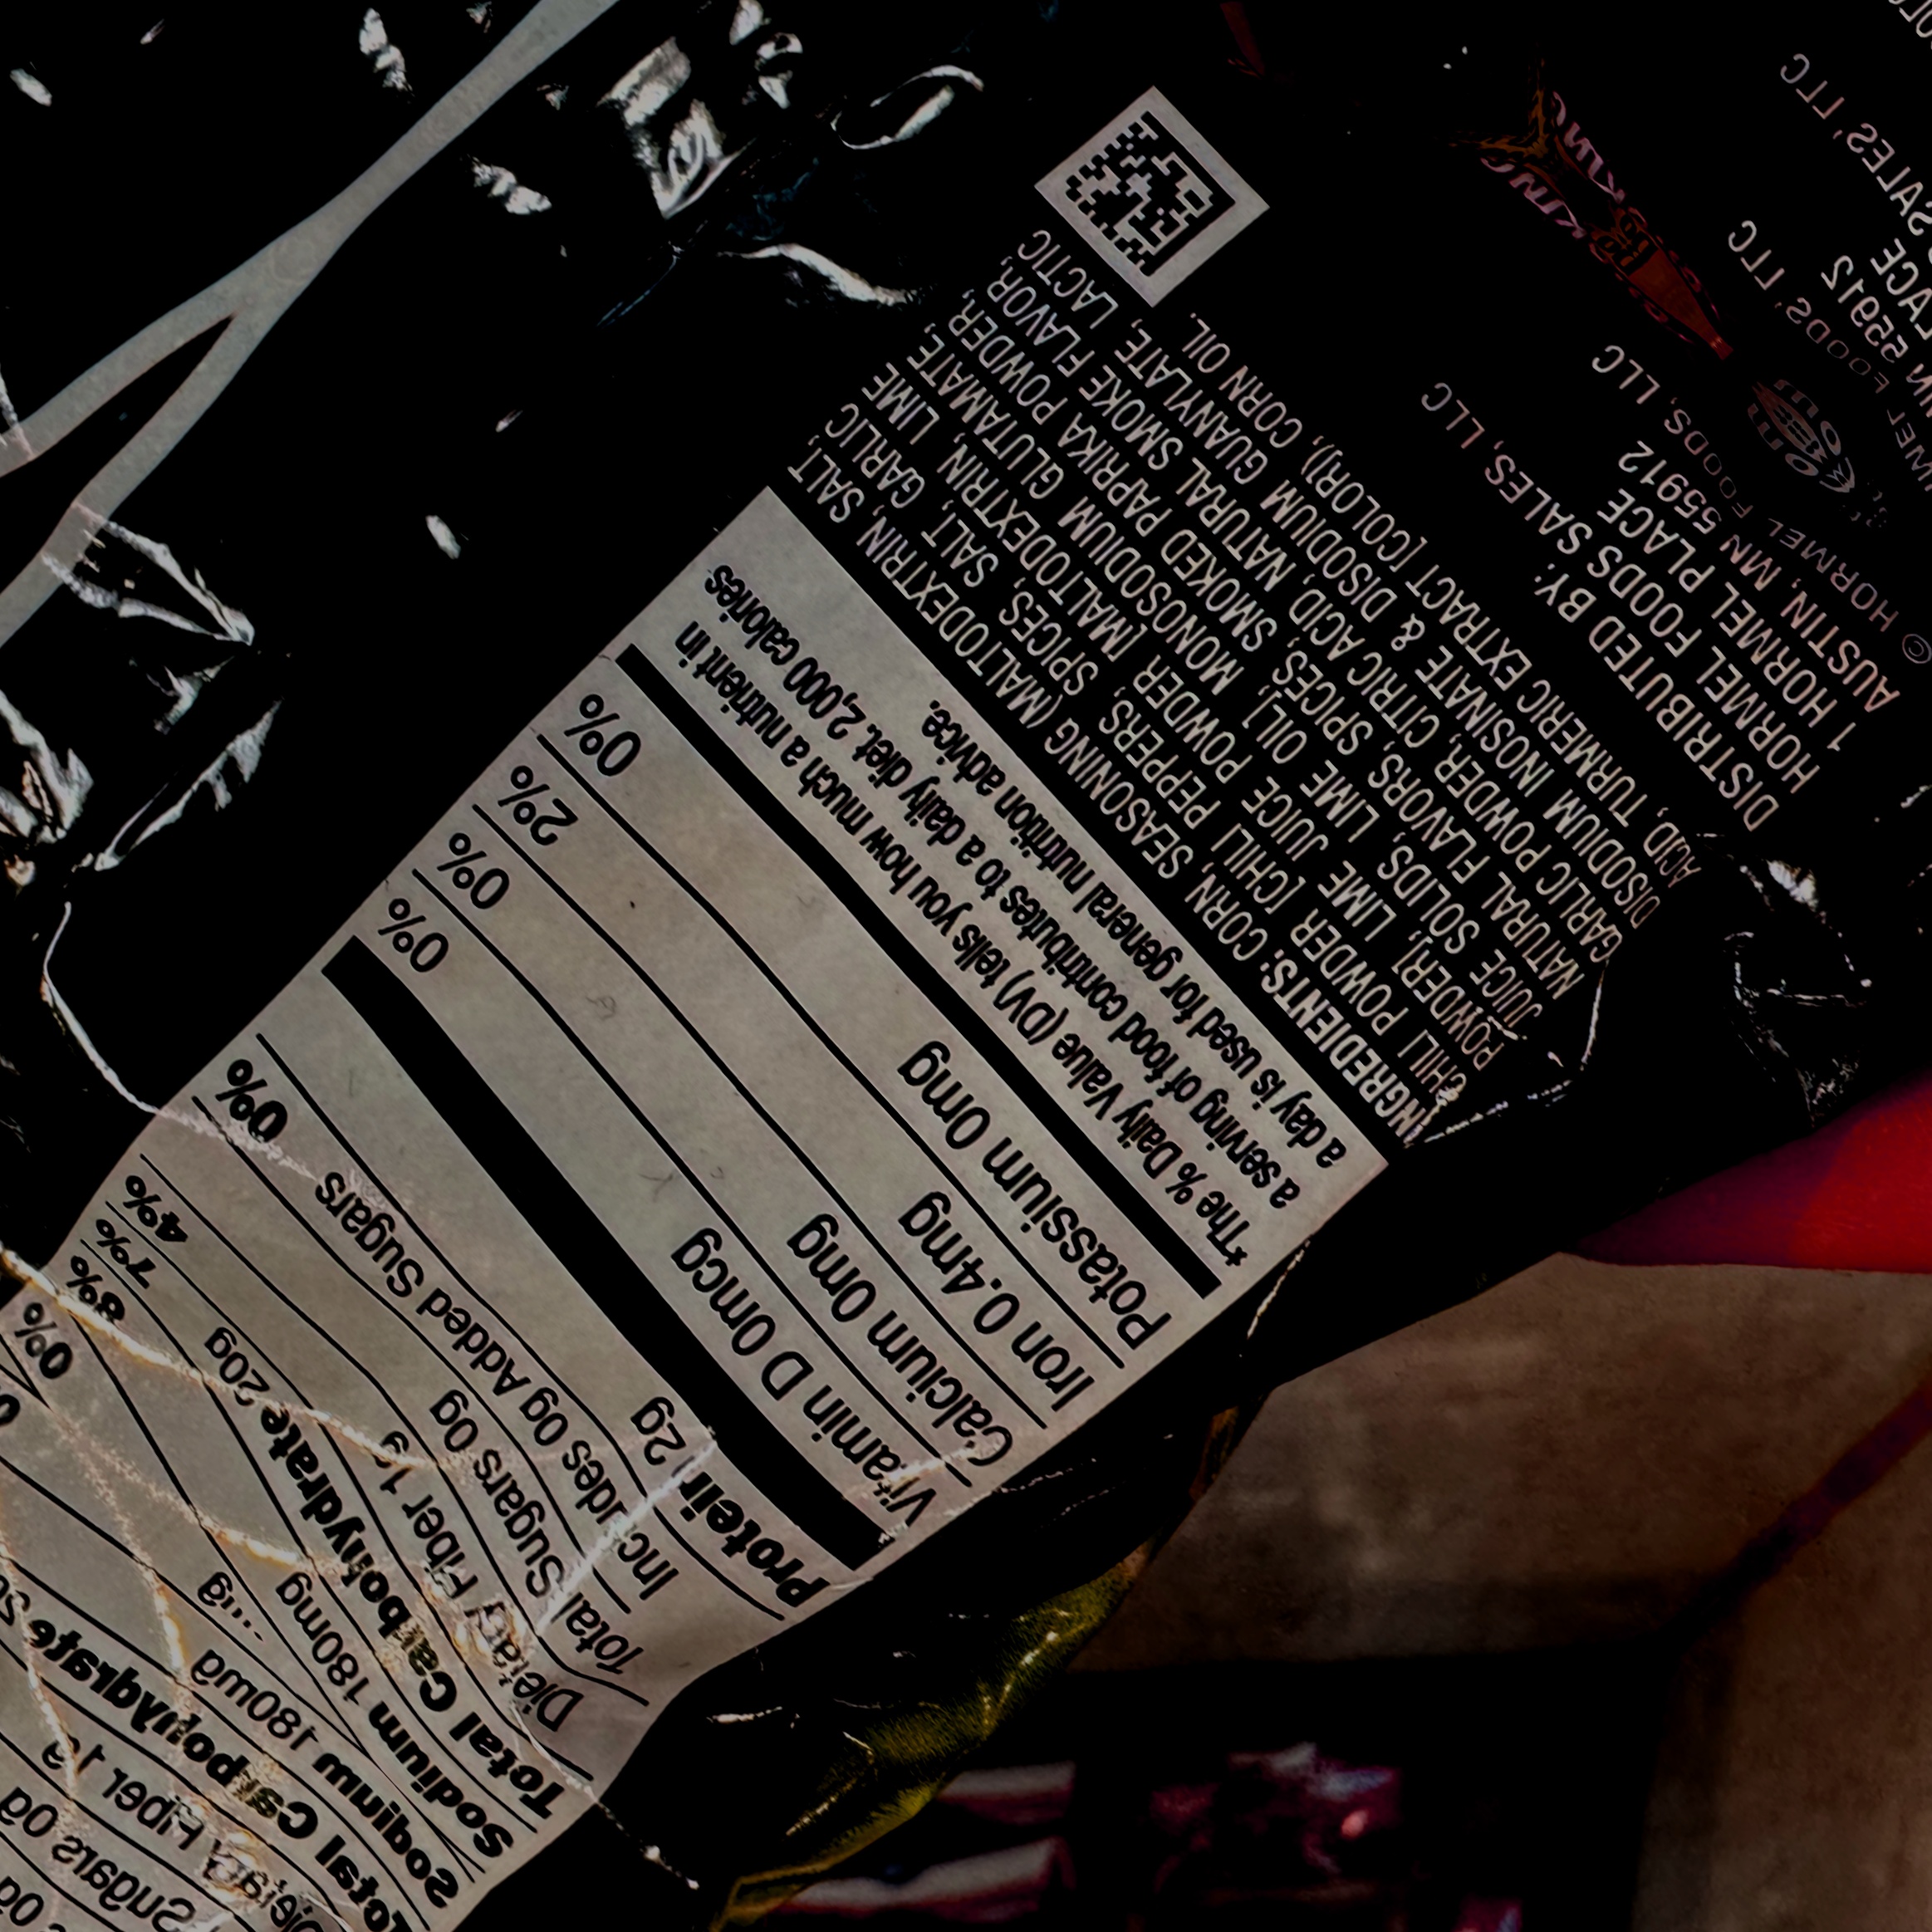 0%
Sodium 180mg 8%
Total Carbohydrate 20g 7%
Dietary Fiber 1g 4%
Total Sugars 0g
Includes 0g Added Sugars 0%
Protein 2g
Vitamin D 0mcg 0%
Calcium 0mg 0%
Iron 0.4mg 2%
Potassium 0mg 0%
*The % Daily Value (DV) tells you how much a nutrient in
a serving of food contributes to a daily diet. 2,000 calories
a day is used for general nutrition advice.
INGREDIENTS: CORN, SEASONING (MALTODEXTRIN, SALT,
CHILI POWDER [CHILI PEPPERS, SPICES, SALT, GARLIC
POWDER], LIME JUICE POWDER [MALTODEXTRIN, LIME
JUICE SOLIDS, LIME OIL], MONOSODIUM GLUTAMATE,
NATURAL FLAVORS, SPICES, SMOKED PAPRIKA POWDER,
GARLIC POWDER, CITRIC ACID, NATURAL SMOKE FLAVOR,
DISODIUM INOSINATE & DISODIUM GUANYLATE, LACTIC
ACID, TURMERIC EXTRACT [COLOR]), CORN OIL.
DISTRIBUTED BY:
HORMEL FOODS SALES, LLC
1 HORMEL PLACE
AUSTIN, MN 55912
© HORMEL FOODS, LLC